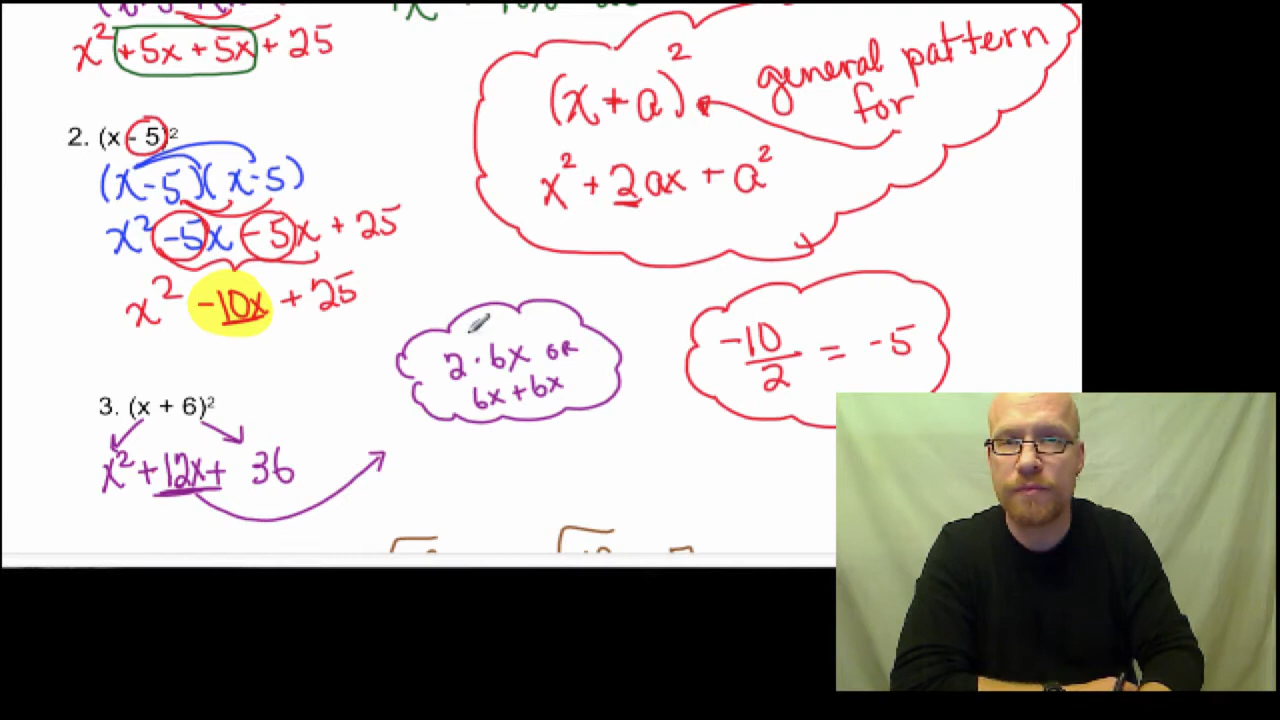 x² + 5x + 5x + 25
(x + a)²
general pattern
for
x² + 2ax + a²
2. (x - 5)²
(x - 5)(x - 5)
x² - 5x - 5x + 25
x² - 10x + 25
2 · 6x OR
6x + 6x
-10/2 = -5
3. (x + 6)²
x² + 12x + 36